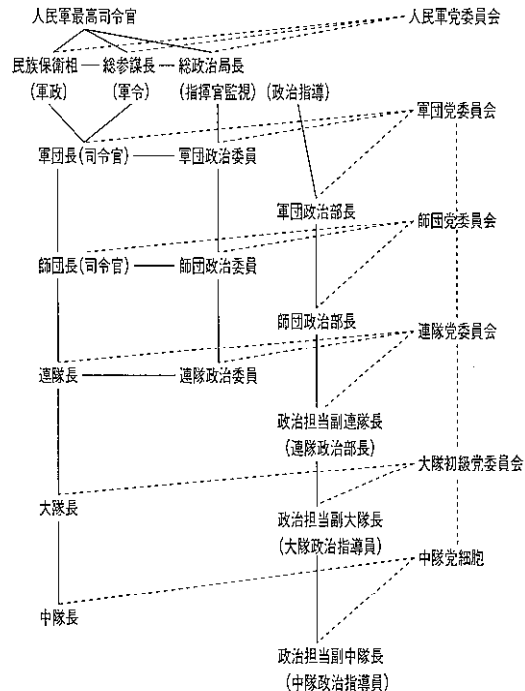 人民軍最高司令官 人民軍党委員会
民族保衛相 総参謀長 総政治局長
(軍政) (軍令) (指揮官監視) (政治指導)
軍団党委員会
軍団長(司令官) 軍団政治委員
軍団政治部長
師団党委員会
師団長(司令官) 師団政治委員
師団政治部長
連隊党委員会
連隊長 連隊政治委員
政治担当副連隊長
(連隊政治部長)
大隊初級党委員会
大隊長
政治担当副大隊長
(大隊政治指導員)
中隊党細胞
中隊長
政治担当副中隊長
(中隊政治指導員)